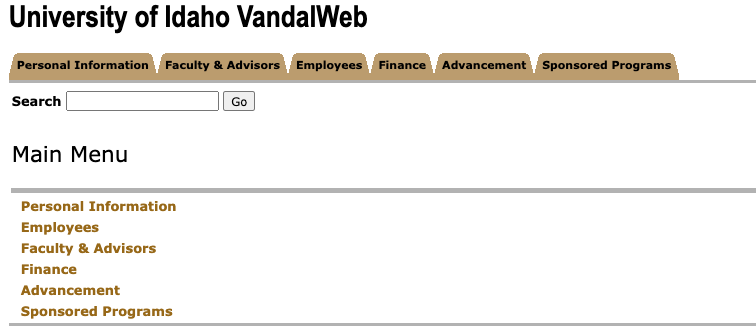 University of Idaho VandalWeb
Personal Information Faculty & Advisors Employees Finance Advancement Sponsored Programs
Search Go
Main Menu
Personal Information
Employees
Faculty & Advisors
Finance
Advancement
Sponsored Programs